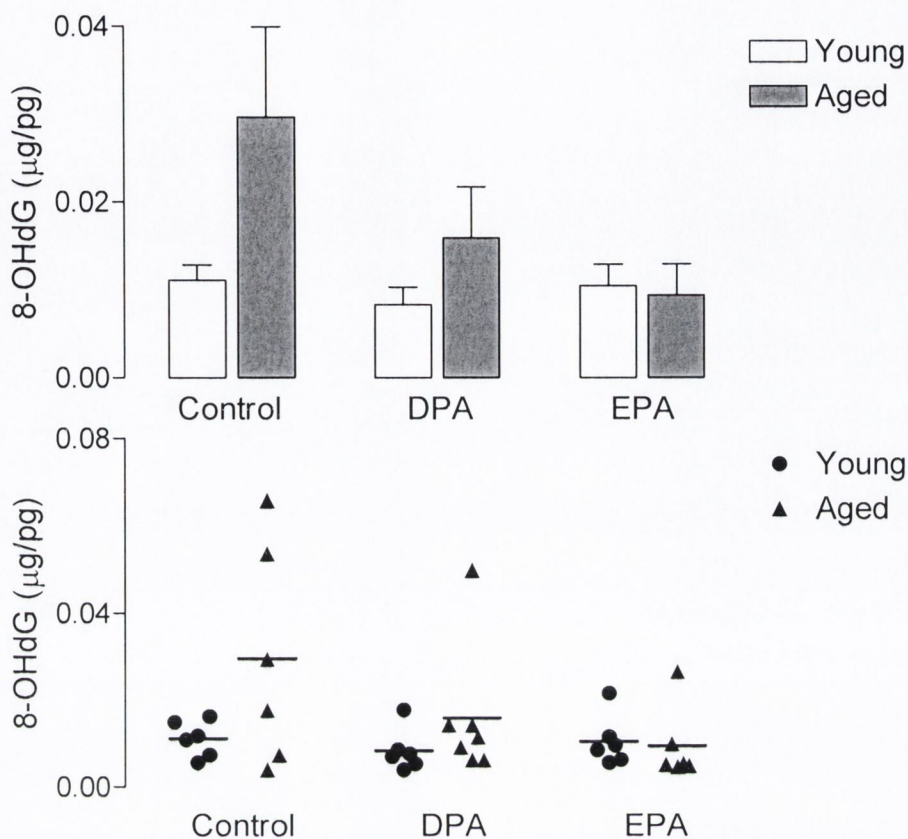 8-OHdG (μg/pg)
0.04
0.02
0.00
Young
Aged
Control DPA EPA
8-OHdG (μg/pg)
0.08
0.04
0.00
Young
Aged
Control DPA EPA